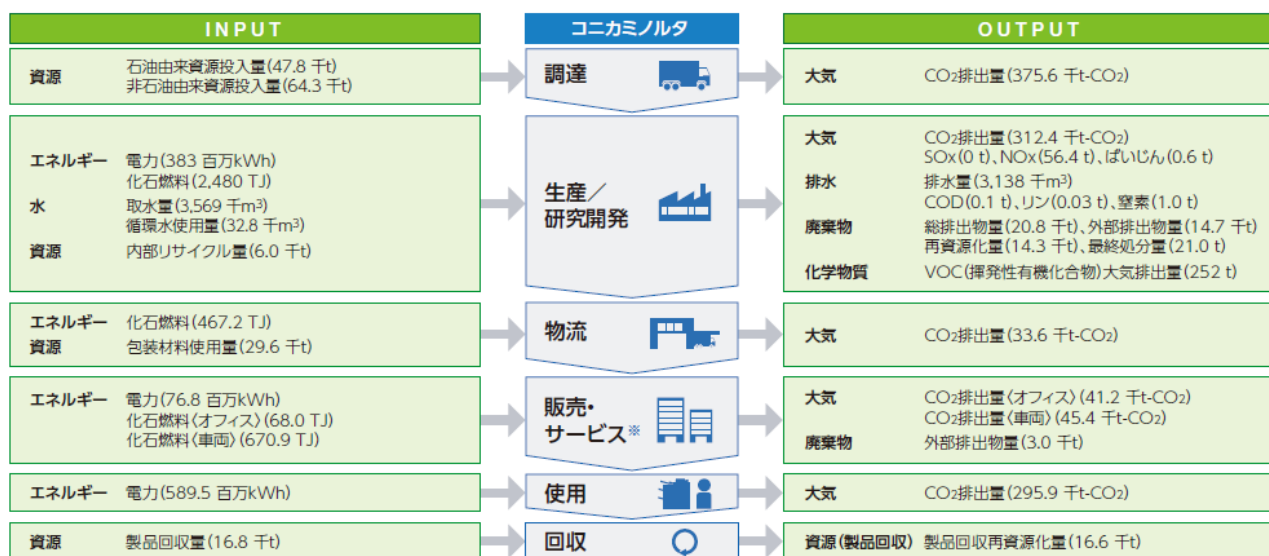 INPUT
コニカミノルタ
OUTPUT
資源
石油由来資源投入量(47.8 千t)
非石油由来資源投入量(64.3 千t)
調達
大気 CO₂排出量(375.6 千t-CO₂)
エネルギー 電力(383 百万kWh)
化石燃料(2,480 TJ)
水 取水量(3,569 千m³)
循環水使用量(32.8 千m³)
資源 内部リサイクル量(6.0 千t)
生産／
研究開発
大気 CO₂排出量(312.4 千t-CO₂)
SOx(0 t)、NOx(56.4 t)、ばいじん(0.6 t)
排水 排水量(3,138 千m³)
COD(0.1 t)、リン(0.03 t)、窒素(1.0 t)
廃棄物 総排出物量(20.8 千t)、外部排出物量(14.7 千t)
再資源化量(14.3 千t)、最終処分量(21.0 t)
化学物質 VOC(揮発性有機化合物)大気排出量(252 t)
エネルギー 化石燃料(467.2 TJ)
資源 包装材料使用量(29.6 千t)
物流
大気 CO₂排出量(33.6 千t-CO₂)
エネルギー 電力(76.8 百万kWh)
化石燃料〈オフィス〉(68.0 TJ)
化石燃料〈車両〉(670.9 TJ)
販売・
サービス※
大気 CO₂排出量〈オフィス〉(41.2 千t-CO₂)
CO₂排出量〈車両〉(45.4 千t-CO₂)
廃棄物 外部排出物量(3.0 千t)
エネルギー 電力(589.5 百万kWh)
使用
大気 CO₂排出量(295.9 千t-CO₂)
資源 製品回収量(16.8 千t)
回収
資源(製品回収) 製品回収再資源化量(16.6 千t)